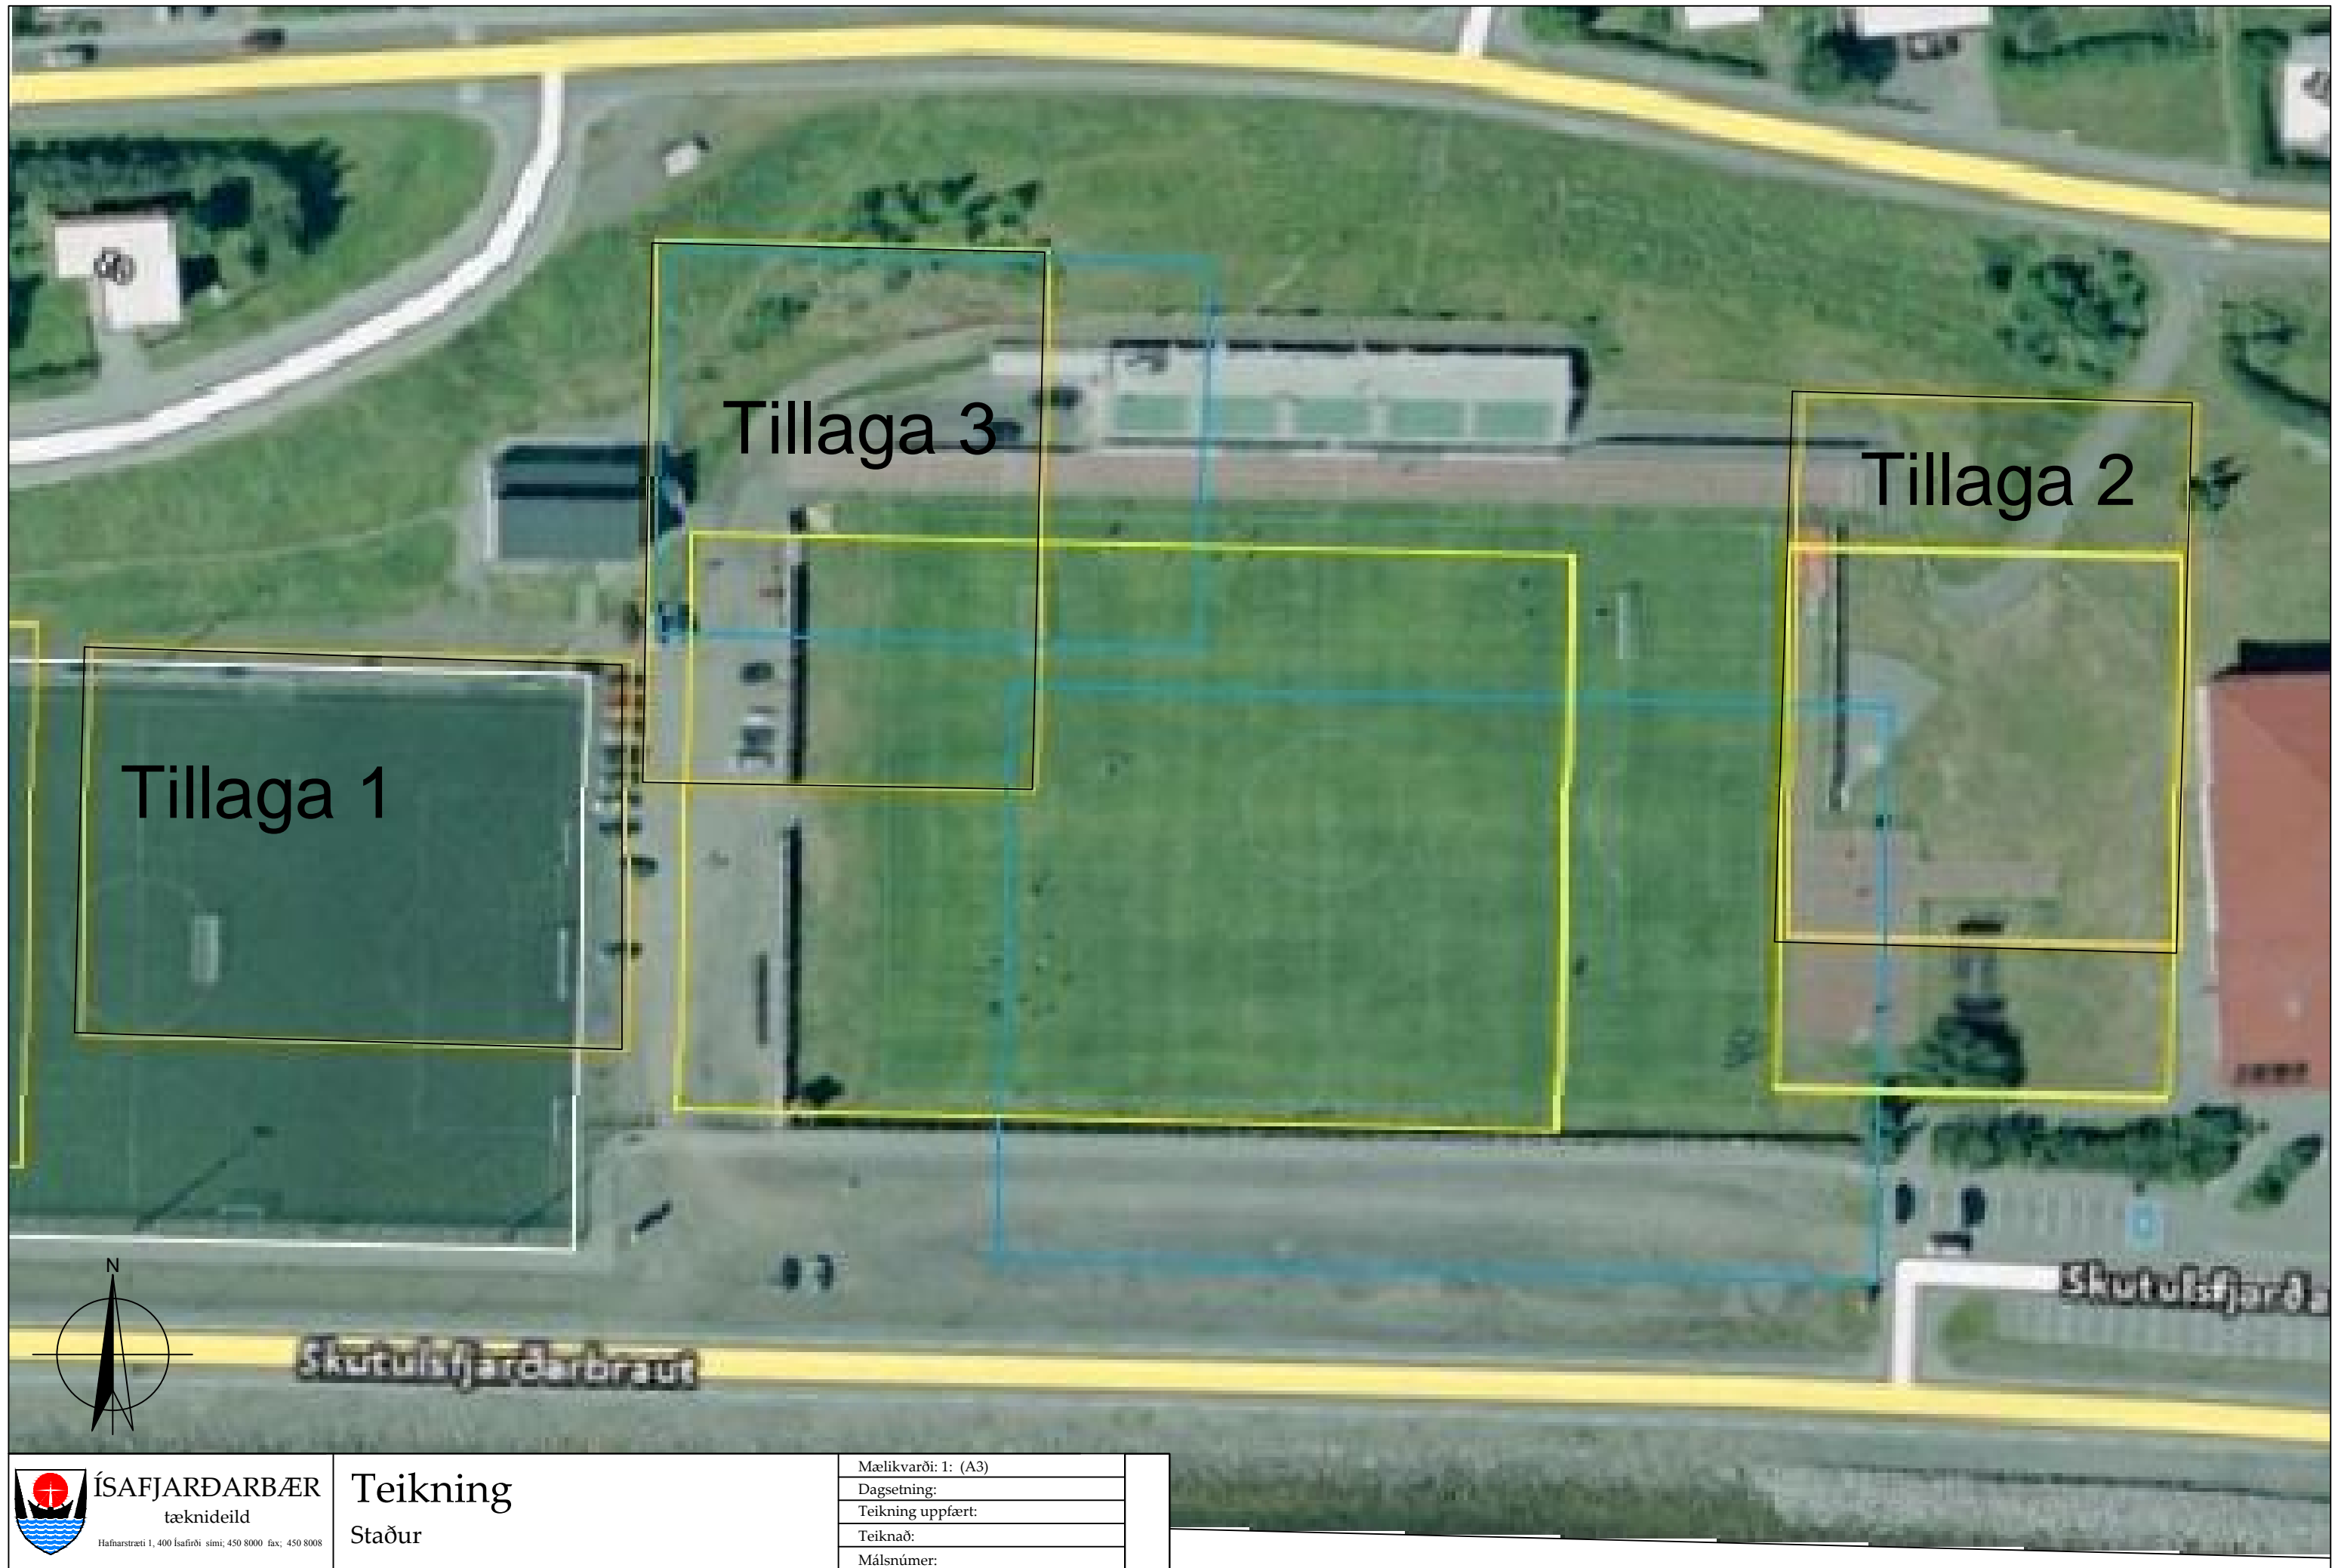 Tillaga 3
Tillaga 2
Tillaga 1
N
Skutulsfjarða
Skutulsfjarðarbraut
ÍSAFJARÐARBÆR
tæknideild
Hafnarstræti 1, 400 Ísafirði sími; 450 8000 fax; 450 8008
Teikning
Staður
Mælikvarði: 1: (A3)
Dagsetning:
Teikning uppfært:
Teiknað:
Málsnúmer: